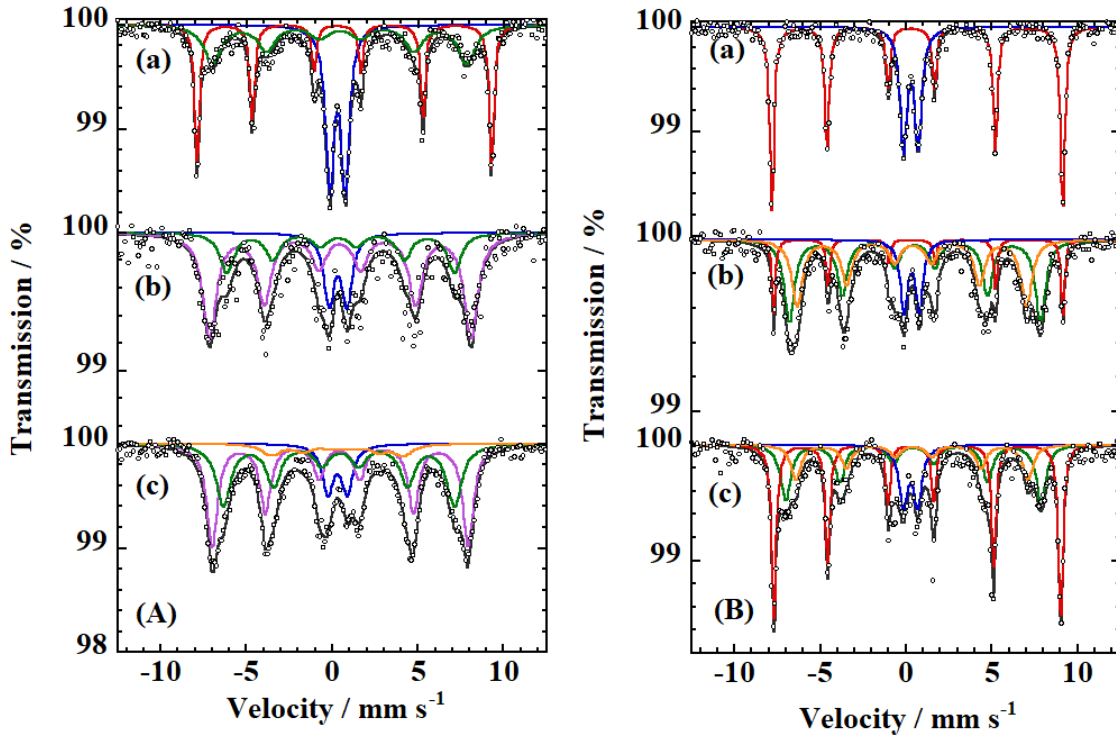 100
(a)
99
100
(b)
99
100
(c)
99
(A)
98
-10 -5 0 5 10
Velocity / mm s-1
Transmission / %
100
(a)
99
100
(b)
99
100
(c)
99
(B)
-10 -5 0 5 10
Velocity / mm s-1
Transmission / %